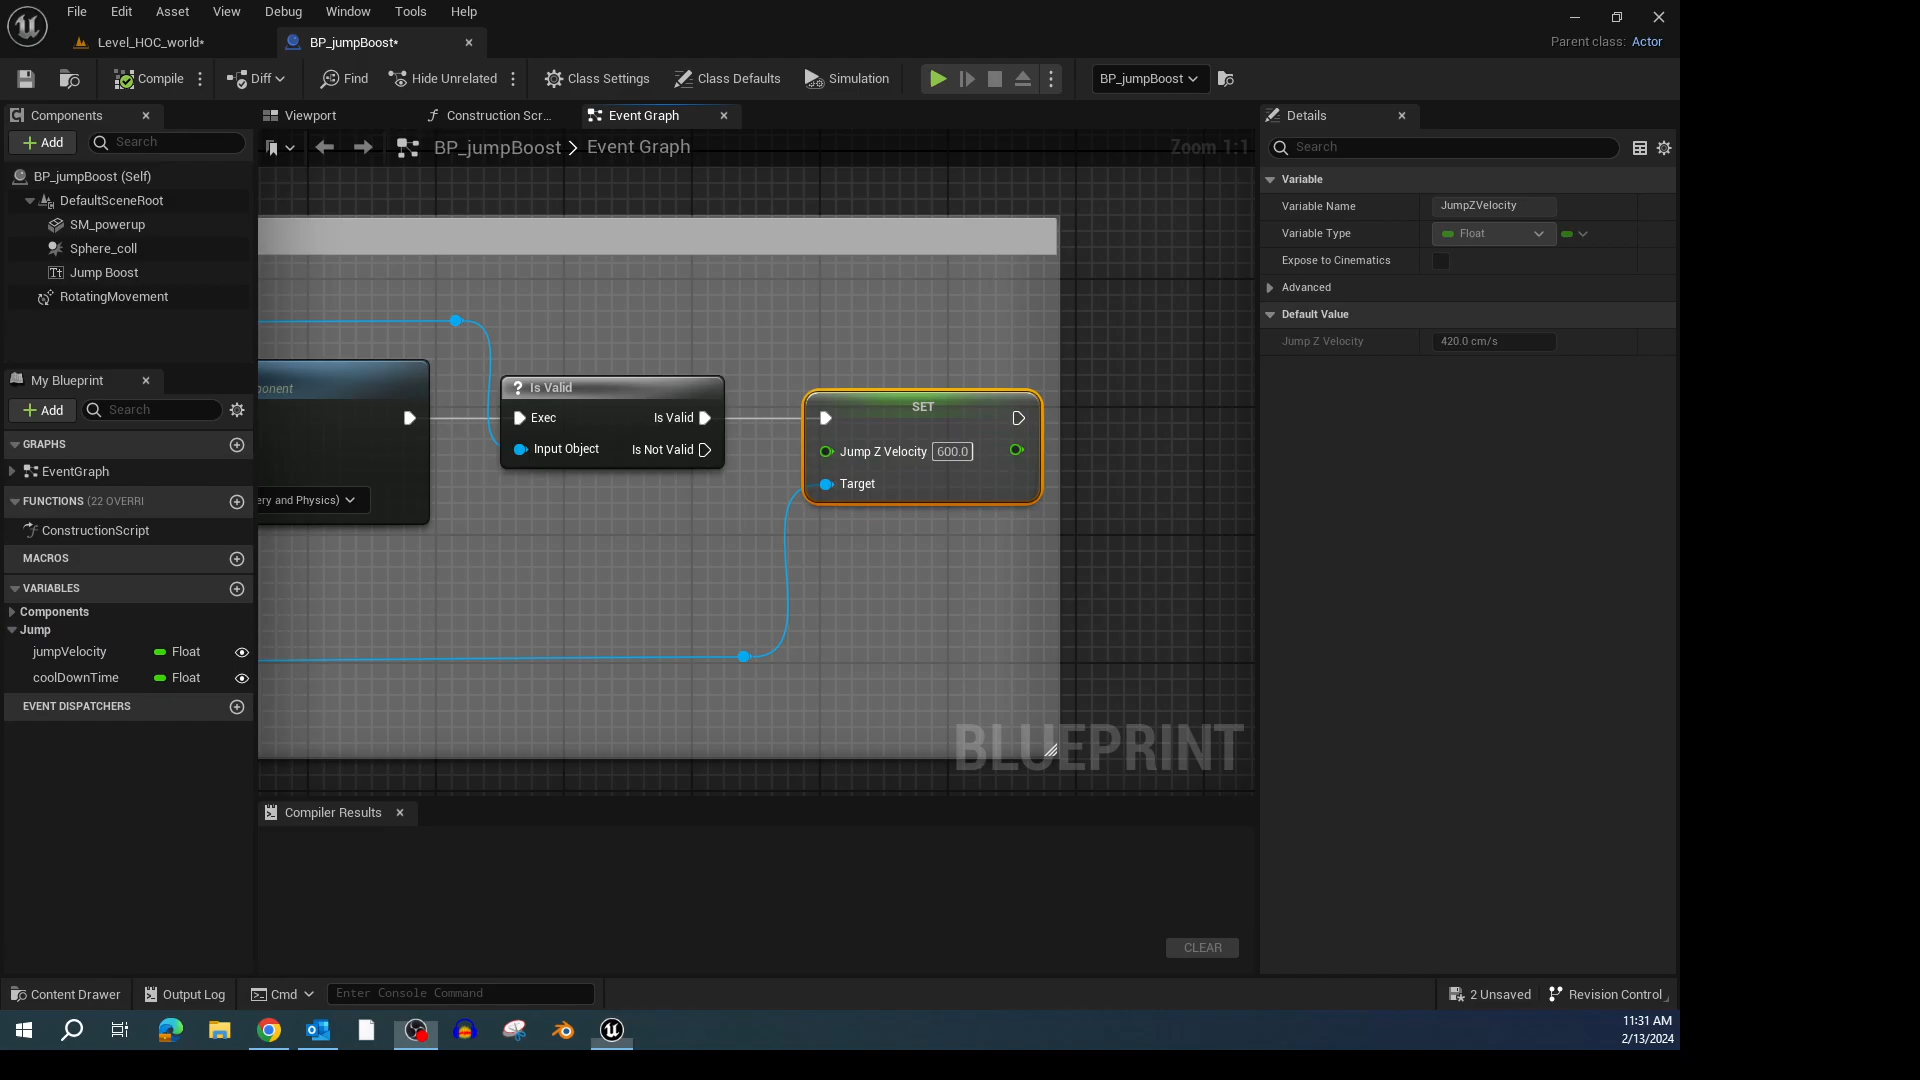 File Edit Asset View Debug Window Tools Help
Level_HOC_world*
BP_jumpBoost*
Parent class: Actor
Compile
Diff
Find
Hide Unrelated
Class Settings
Class Defaults
Simulation
BP_jumpBoost
Components
Add
Search
BP_jumpBoost (Self)
DefaultSceneRoot
SM_powerup
Sphere_coll
Jump Boost
RotatingMovement
My Blueprint
Add
Search
GRAPHS
EventGraph
FUNCTIONS (22 OVERRI
ConstructionScript
MACROS
VARIABLES
Components
Jump
jumpVelocity Float
coolDownTime Float
EVENT DISPATCHERS
Viewport
Construction Scr...
Event Graph
BP_jumpBoost > Event Graph
Zoom 1:1
ponent
ery and Physics)
Is Valid
Exec Is Valid
Input Object Is Not Valid
SET
Jump Z Velocity 600.0
Target
BLUEPRINT
Compiler Results
CLEAR
Details
Search
Variable
Variable Name JumpZVelocity
Variable Type Float
Expose to Cinematics
Advanced
Default Value
Jump Z Velocity 420.0 cm/s
Content Drawer
Output Log
Cmd
Enter Console Command
2 Unsaved
Revision Control
11:31 AM
2/13/2024